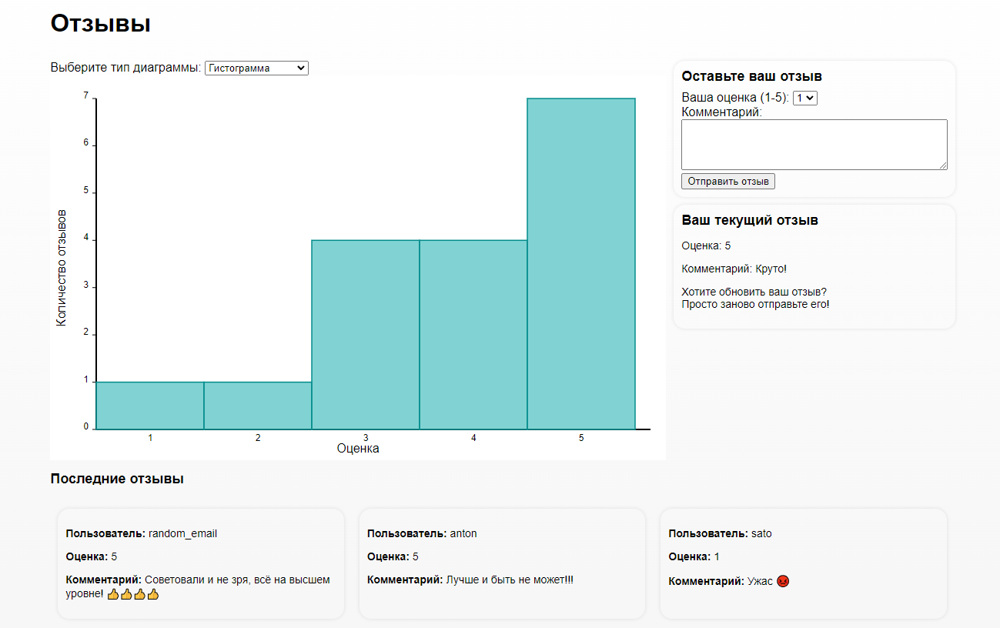 Отзывы
Выберите тип диаграммы: Гистограмма
7
6
5
4
3
2
1
0
Количество отзывов
1 2 3 4 5
Оценка
Оставьте ваш отзыв
Ваша оценка (1-5): 1
Комментарий:
Отправить отзыв
Ваш текущий отзыв
Оценка: 5
Комментарий: Круто!
Хотите обновить ваш отзыв?
Просто заново отправьте его!
Последние отзывы
Пользователь: random_email
Оценка: 5
Комментарий: Советовали и не зря, всё на высшем
уровне! 👍👍👍👍
Пользователь: anton
Оценка: 5
Комментарий: Лучше и быть не может!!!
Пользователь: sato
Оценка: 1
Комментарий: Ужас 😡